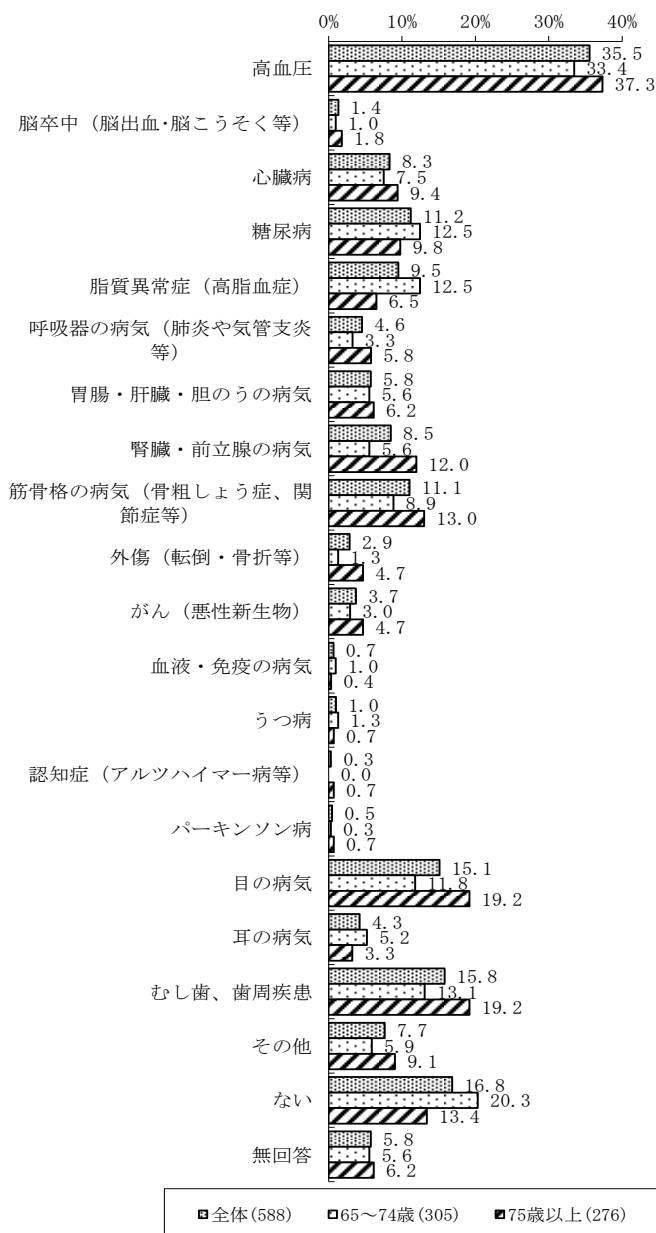 0% 10% 20% 30% 40%
高血圧
35.5
33.4
37.3
脳卒中（脳出血･脳こうそく等）
1.4
1.0
1.8
心臓病
8.3
7.5
9.4
糖尿病
11.2
12.5
9.8
脂質異常症（高脂血症）
9.5
12.5
6.5
呼吸器の病気（肺炎や気管支炎
等）
4.6
3.3
5.8
胃腸・肝臓・胆のうの病気
5.8
5.6
6.2
腎臓・前立腺の病気
8.5
5.6
12.0
筋骨格の病気（骨粗しょう症、関
節症等）
11.1
8.9
13.0
外傷（転倒・骨折等）
2.9
1.3
4.7
がん（悪性新生物）
3.7
3.0
4.7
血液・免疫の病気
0.7
1.0
0.4
うつ病
1.0
1.3
0.7
認知症（アルツハイマー病等）
0.3
0.0
0.7
パーキンソン病
0.5
0.3
0.7
目の病気
15.1
11.8
19.2
耳の病気
4.3
5.2
3.3
むし歯、歯周疾患
15.8
13.1
19.2
その他
7.7
5.9
9.1
ない
16.8
20.3
13.4
無回答
5.8
5.6
6.2
全体(588) 65～74歳(305) 75歳以上(276)